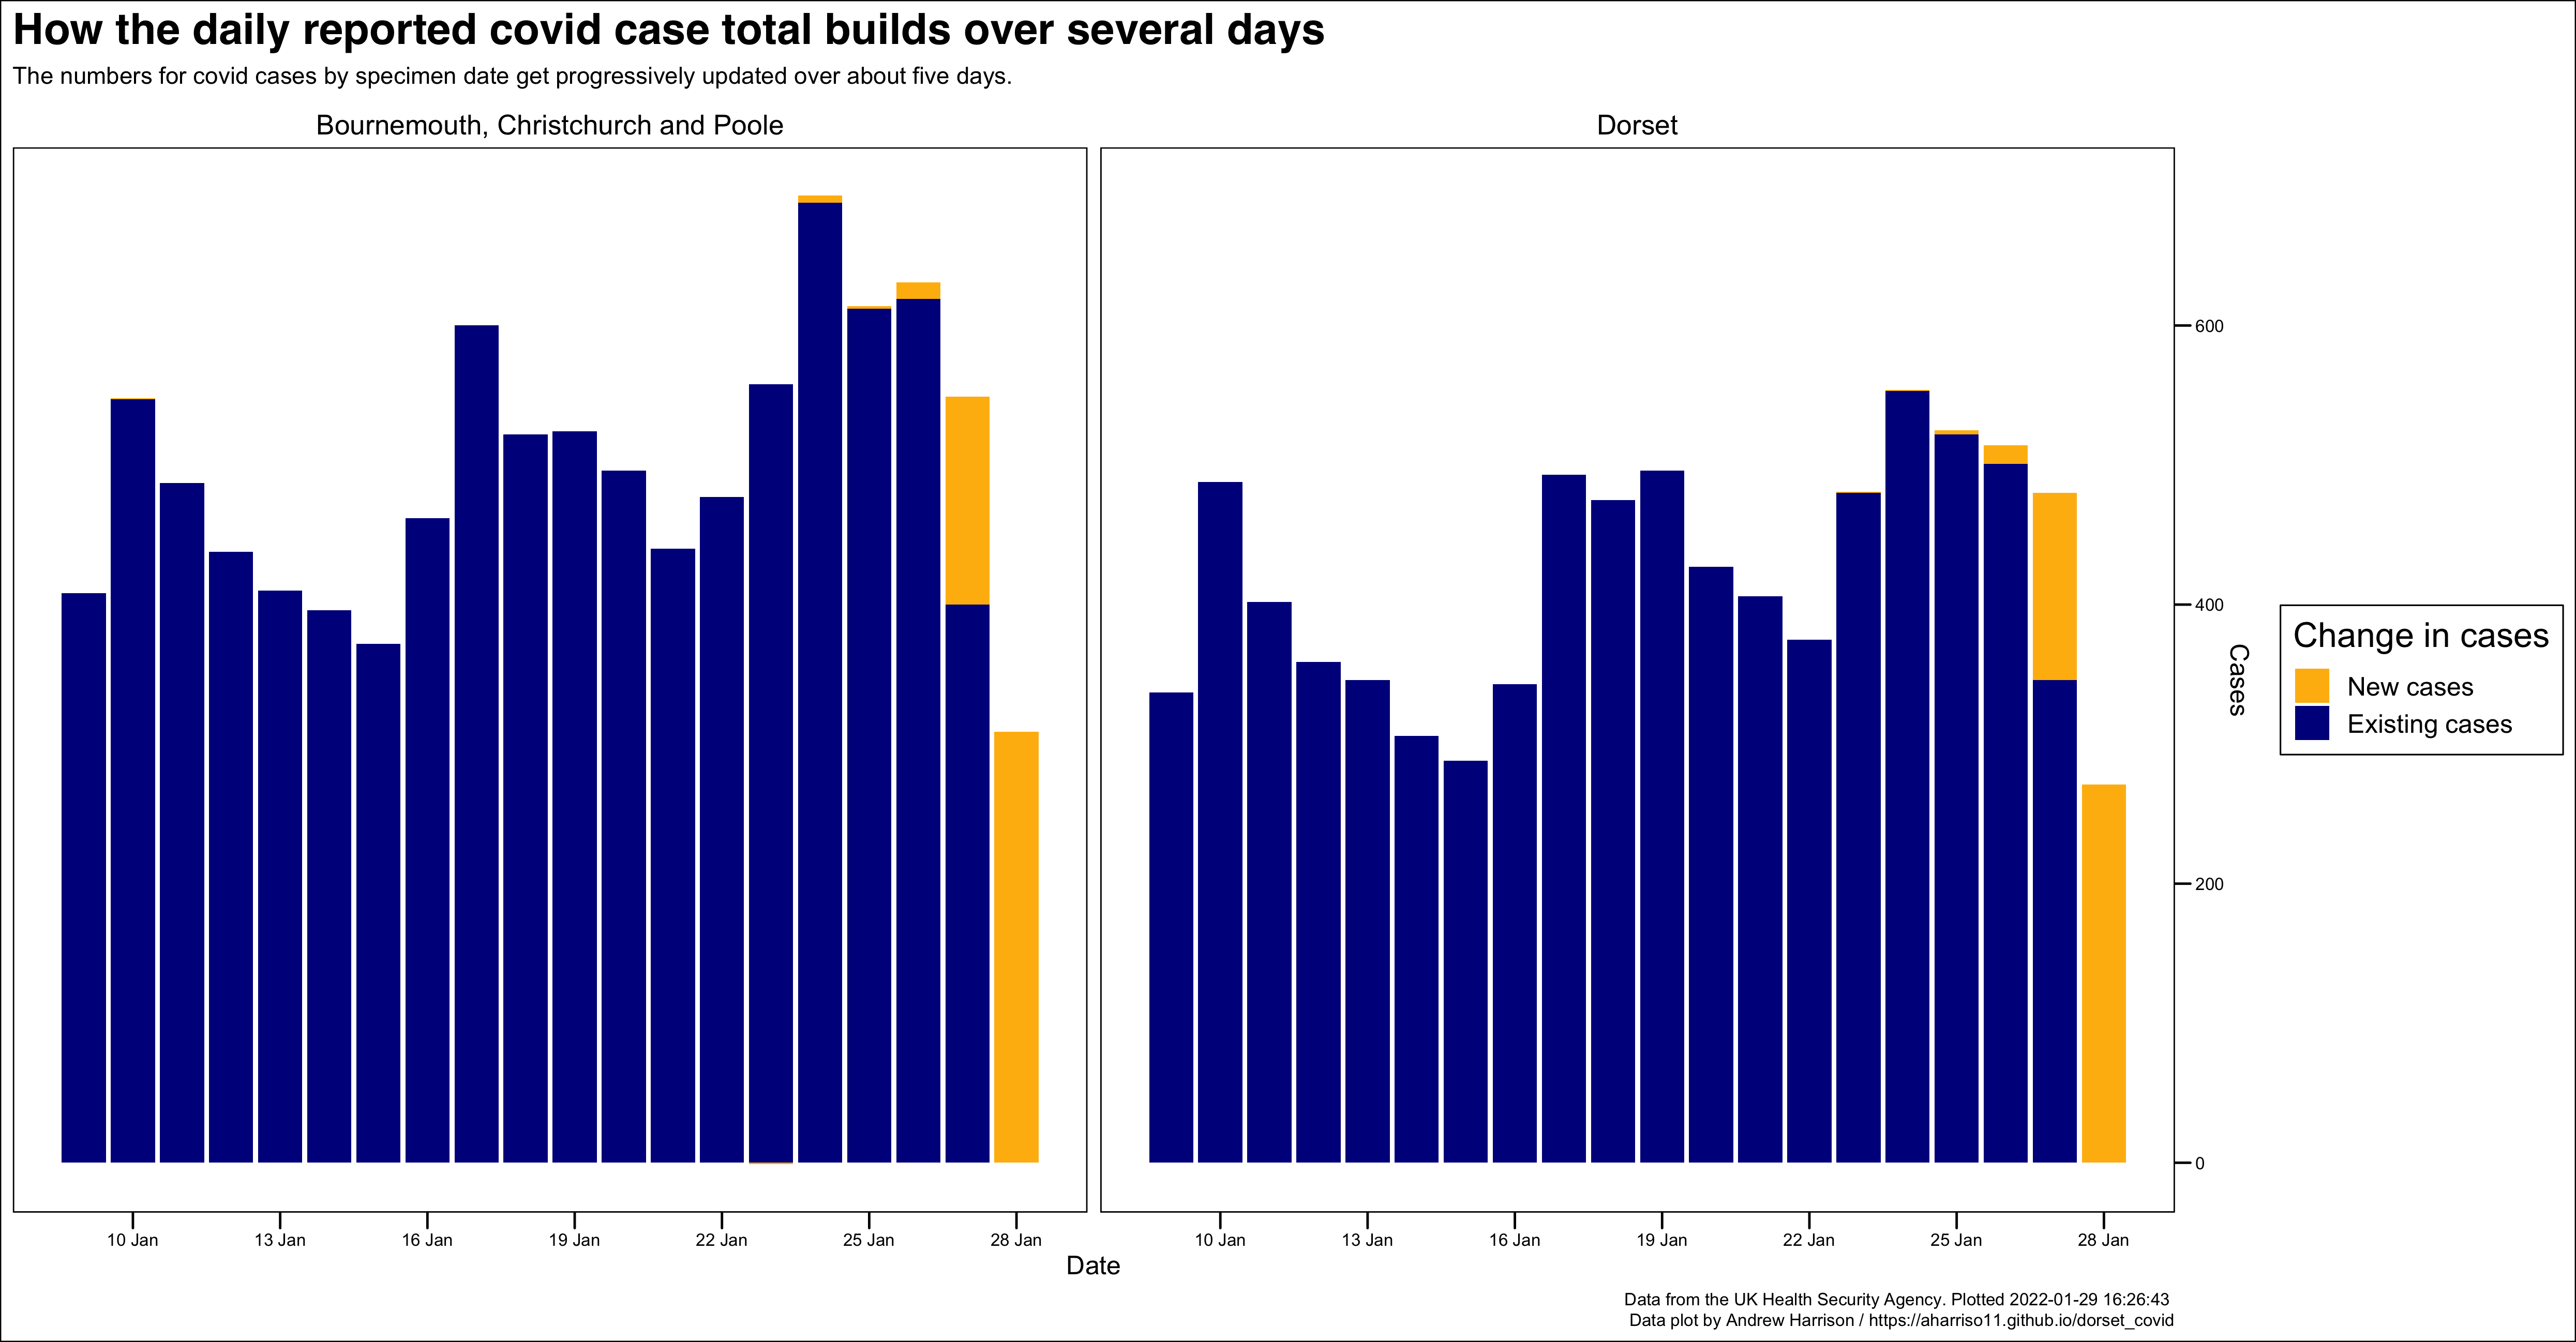 How the daily reported covid case total builds over several days
The numbers for covid cases by specimen date get progressively updated over about five days.
Bournemouth, Christchurch and Poole
Dorset
600
400
200
0
Cases
Change in cases
New cases
Existing cases
10 Jan
13 Jan
16 Jan
19 Jan
22 Jan
25 Jan
28 Jan
10 Jan
13 Jan
16 Jan
19 Jan
22 Jan
25 Jan
28 Jan
Date
Data from the UK Health Security Agency. Plotted 2022-01-29 16:26:43
Data plot by Andrew Harrison / https://aharriso11.github.io/dorset_covid